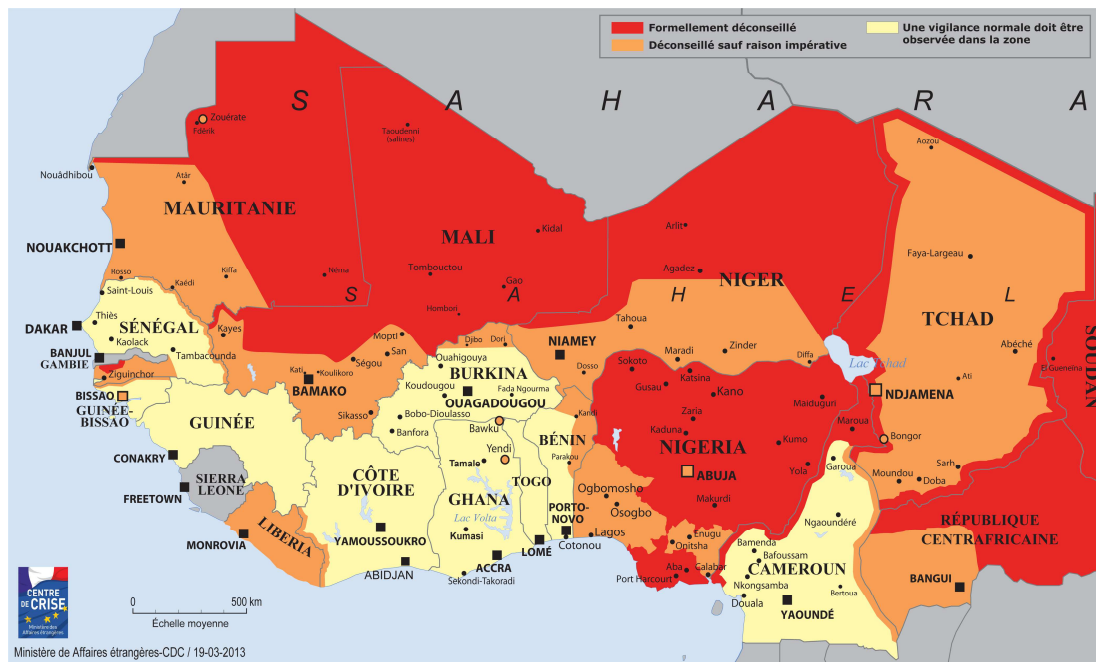 Formellement déconseillé
Déconseillé sauf raison impérative
Une vigilance normale doit être
observée dans la zone
S A H A R A
Zouérate
Fdérik
Taoudenni
(salines)
Aozou
Nouâdhibou
Atâr
MAURITANIE
MALI
Kidal
Arlit
NOUAKCHOTT
Faya-Largeau
Rosso
Kiffa
Néma
Tombouctou
Agadez
NIGER
Saint-Louis
Kaédi
Gao
S A H E L
Hombori
Thiès
DAKAR
SÉNÉGAL
Kaolack
Kayes
Mopti
Djibo
Dori
Tahoua
TCHAD
BANJUL
GAMBIE
Tambacounda
San
Ségou
Ouahigouya
NIAMEY
Maradi
Zinder
Diffa
Lac Tchad
Abéché
El Gueneina
SOUDAN
Ziguinchor
Kati
Koulikoro
BAMAKO
BURKINA
Dosso
Sokoto
Katsina
Ati
BISSAO
GUINÉE-
BISSAO
Koudougou
Fada Ngourma
OUAGADOUGOU
Gusau
Kano
Maiduguri
NDJAMENA
Sikasso
Bobo-Dioulasso
Banfora
Bawku
Kandi
Zaria
Kaduna
NIGERIA
Kumo
Maroua
Bongor
GUINÉE
BÉNIN
Parakou
Yendi
Tamale
CONAKRY
SIERRA
LEONE
CÔTE
D'IVOIRE
TOGO
GHANA
ABUJA
Yola
Garoua
Moundou
Doba
Sarh
FREETOWN
Ogbomosho
Osogbo
Makurdi
Ngaoundéré
LIBERIA
Lac Volta
PORTO-
NOVO
RÉPUBLIQUE
CENTRAFRICAINE
MONROVIA
YAMOUSSOUKRO
Kumasi
LOMÉ
Cotonou
Lagos
Enugu
Onitsha
Bamenda
Bafoussam
ABIDJAN
ACCRA
Sekondi-Takoradi
Aba
Calabar
Port Harcourt
CAMEROUN
Nkongsamba
Bertoua
BANGUI
Douala
YAOUNDÉ
CENTRE
DE CRISE
Ministère des
Affaires étrangères
0 500 km
Échelle moyenne
Ministère de Affaires étrangères-CDC / 19-03-2013